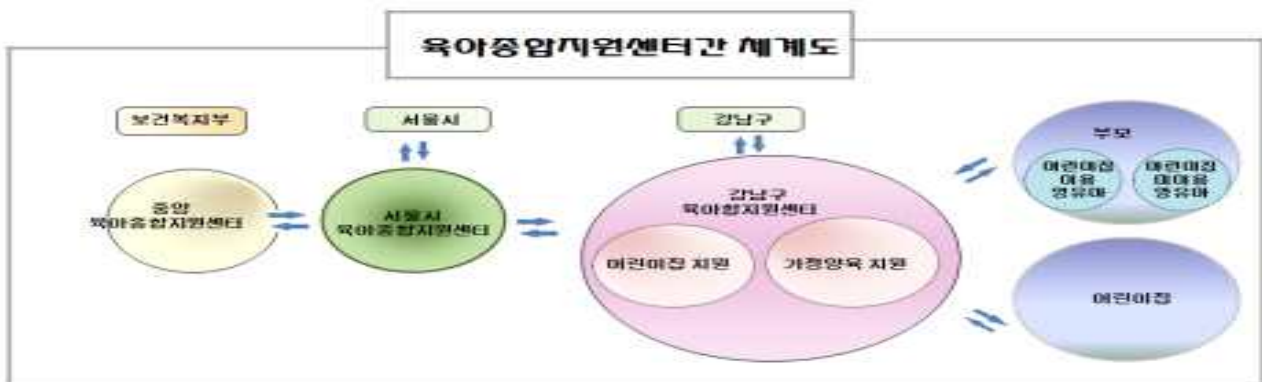 육아종합지원센터간 체계도
보건복지부
서울시
강남구
중앙
육아종합지원센터
서울시
육아종합지원센터
강남구
육아합지원센터
어린이집 지원
가정양육 지원
부모
어린이집
이용
영유아
어린이집
미이용
영유아
어린이집